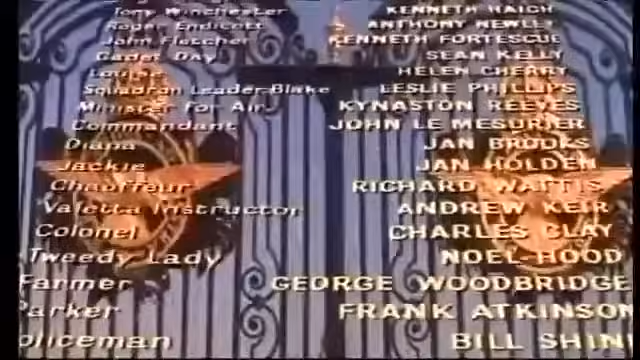 Tony Winchester KENNETH HAIGH
Roger Endicott ANTHONY NEWLEY
John Fletcher KENNETH FORTESCUE
Cadet Day SEAN KELLY
Louise HELEN CHERRY
Squadron Leader Blake LESLIE PHILLIPS
Minister for Air KYNASTON REEVES
Commandant JOHN LE MESURIER
Diana JAN BROOKS
Jackie JAN HOLDEN
Chauffeur RICHARD WATTIS
Valetta Instructor ANDREW KEIR
Colonel CHARLES CLAY
Tweedy Lady NOEL-HOOD
Farmer GEORGE WOODBRIDGE
Parker FRANK ATKINSON
oliceman BILL SHIN